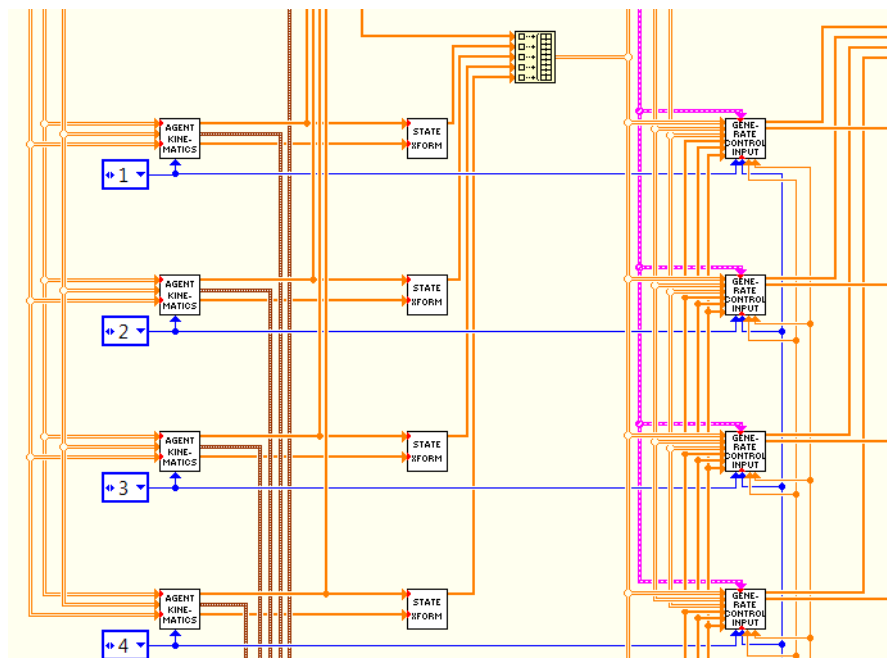 AGENT
KINE-
MATICS
STATE
XFORM
GENE-
RATE
CONTROL
INPUT
1
AGENT
KINE-
MATICS
STATE
XFORM
GENE-
RATE
CONTROL
INPUT
2
AGENT
KINE-
MATICS
STATE
XFORM
GENE-
RATE
CONTROL
INPUT
3
AGENT
KINE-
MATICS
STATE
XFORM
GENE-
RATE
CONTROL
INPUT
4